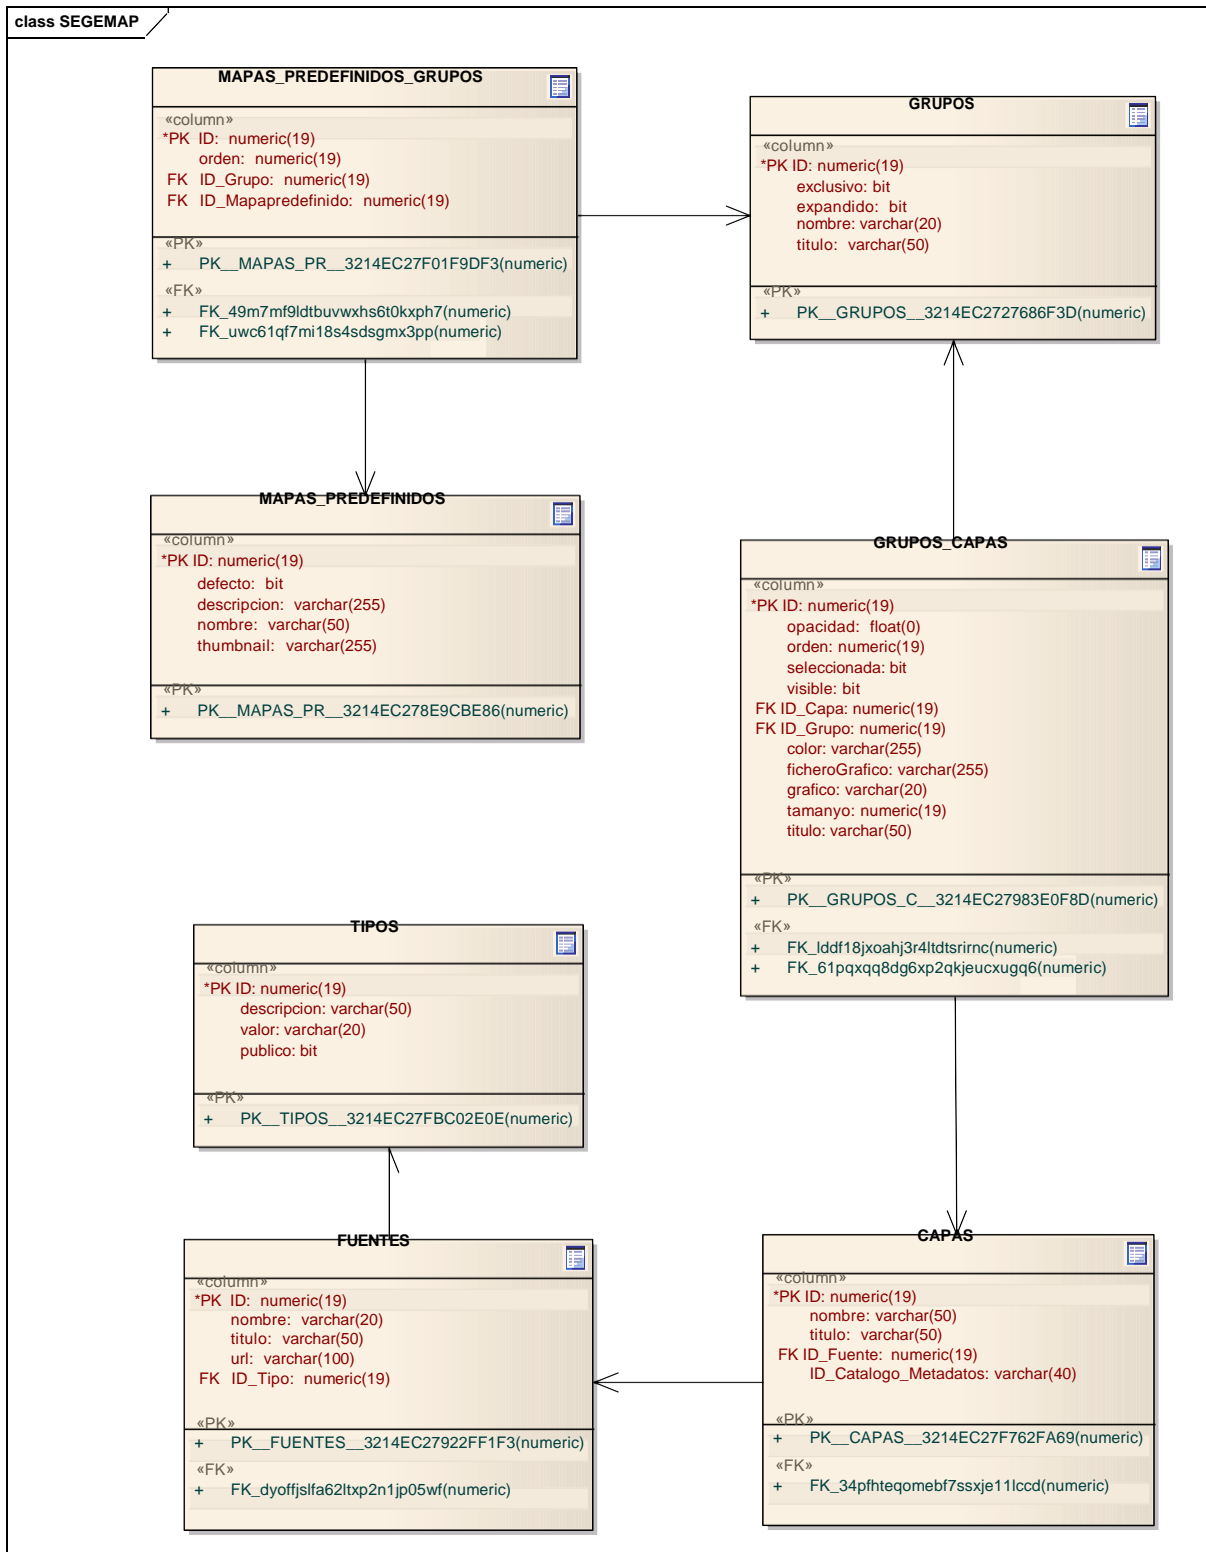 class SEGEMAP
MAPAS_PREDEFINIDOS_GRUPOS
«column»
*PK ID: numeric(19)
orden: numeric(19)
FK ID_Grupo: numeric(19)
FK ID_Mapapredefinido: numeric(19)
«PK»
+ PK__MAPAS_PR__3214EC27F01F9DF3(numeric)
«FK»
+ FK_49m7mf9ldtbuvwxhs6t0kxph7(numeric)
+ FK_uwc61qf7mi18s4sdsgmx3pp(numeric)
GRUPOS
«column»
*PK ID: numeric(19)
exclusivo: bit
expandido: bit
nombre: varchar(20)
titulo: varchar(50)
«PK»
+ PK__GRUPOS__3214EC2727686F3D(numeric)
MAPAS_PREDEFINIDOS
«column»
*PK ID: numeric(19)
defecto: bit
descripcion: varchar(255)
nombre: varchar(50)
thumbnail: varchar(255)
«PK»
+ PK__MAPAS_PR__3214EC278E9CBE86(numeric)
GRUPOS_CAPAS
«column»
*PK ID: numeric(19)
opacidad: float(0)
orden: numeric(19)
seleccionada: bit
visible: bit
FK ID_Capa: numeric(19)
FK ID_Grupo: numeric(19)
color: varchar(255)
ficheroGrafico: varchar(255)
grafico: varchar(20)
tamanyo: numeric(19)
titulo: varchar(50)
«PK»
+ PK__GRUPOS_C__3214EC27983E0F8D(numeric)
«FK»
+ FK_lddf18jxoahj3r4ltdtsrirnc(numeric)
+ FK_61pqxqq8dg6xp2qkjeucxugq6(numeric)
TIPOS
«column»
*PK ID: numeric(19)
descripcion: varchar(50)
valor: varchar(20)
publico: bit
«PK»
+ PK__TIPOS__3214EC27FBC02E0E(numeric)
FUENTES
«column»
*PK ID: numeric(19)
nombre: varchar(20)
titulo: varchar(50)
url: varchar(100)
FK ID_Tipo: numeric(19)
«PK»
+ PK__FUENTES__3214EC27922FF1F3(numeric)
«FK»
+ FK_dyoffjslfa62ltxp2n1jp05wf(numeric)
CAPAS
«column»
*PK ID: numeric(19)
nombre: varchar(50)
titulo: varchar(50)
FK ID_Fuente: numeric(19)
ID_Catalogo_Metadatos: varchar(40)
«PK»
+ PK__CAPAS__3214EC27F762FA69(numeric)
«FK»
+ FK_34pfhteqomebf7ssxje11lccd(numeric)